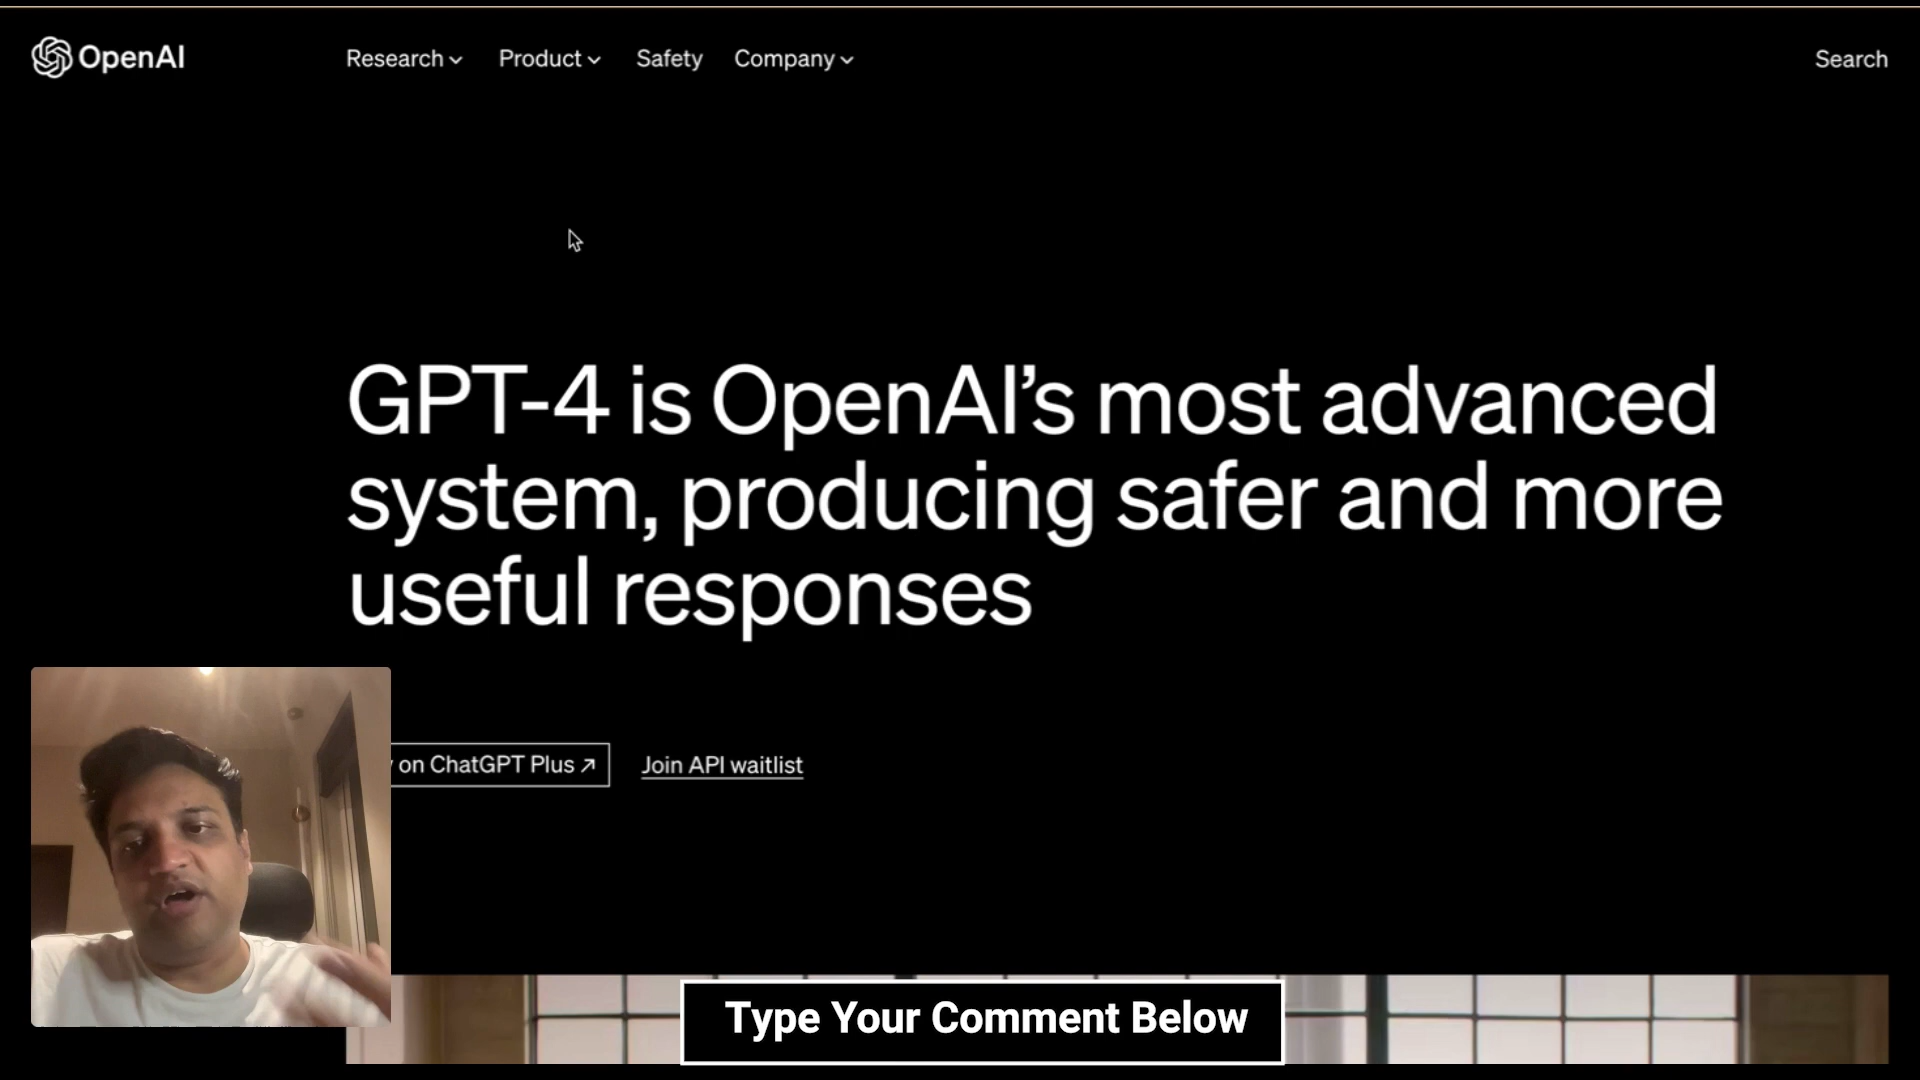 OpenAI
Research
Product
Safety
Company
Search
GPT-4 is OpenAI’s most advanced
system, producing safer and more
useful responses
on ChatGPT Plus ↗
Join API waitlist
Type Your Comment Below